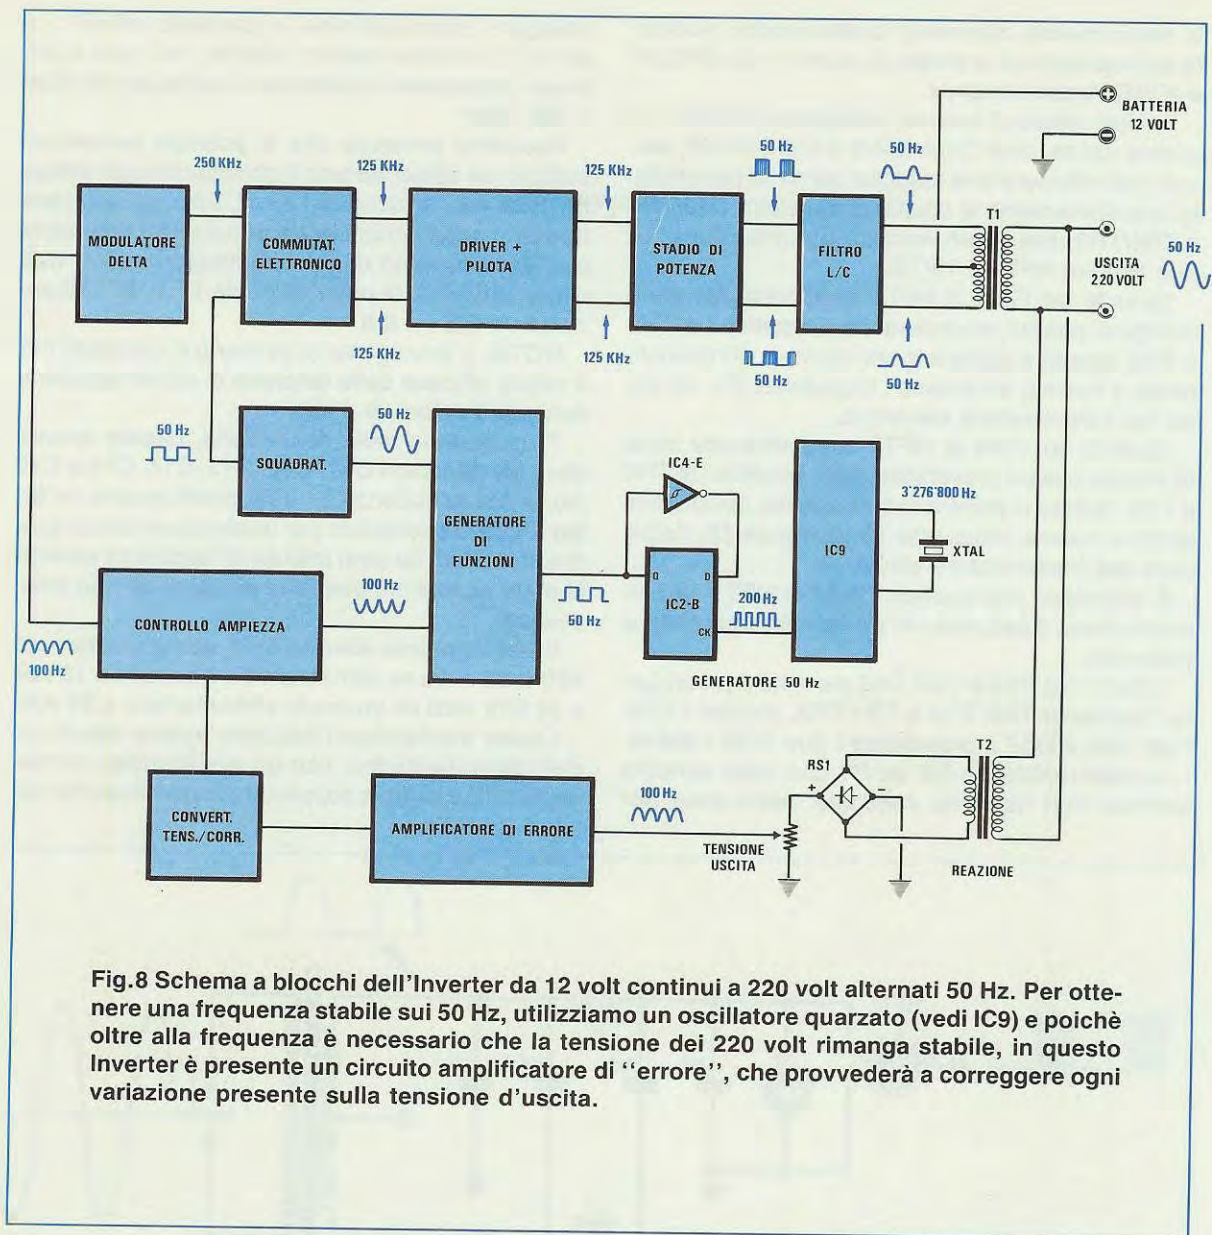 BATTERIA
12 VOLT
250 KHz
125 KHz
125 KHz
50 Hz
50 Hz
MODULATORE
DELTA
COMMUTAT.
ELETTRONICO
DRIVER +
PILOTA
STADIO DI
POTENZA
FILTRO
L/C
T1
USCITA
220 VOLT
50 Hz
125 KHz
125 KHz
50 Hz
50 Hz
50 Hz
SQUADRAT.
50 Hz
GENERATORE
DI
FUNZIONI
IC4-E
Q
D
IC2-B
CK
200 Hz
IC9
3'276'800 Hz
XTAL
50 Hz
GENERATORE 50 Hz
100 Hz
CONTROLLO AMPIEZZA
100 Hz
CONVERT.
TENS./CORR.
AMPLIFICATORE DI ERRORE
100 Hz
TENSIONE
USCITA
RS1
+
-
T2
REAZIONE
Fig.8 Schema a blocchi dell'Inverter da 12 volt continui a 220 volt alternati 50 Hz. Per otte-
nere una frequenza stabile sui 50 Hz, utilizziamo un oscillatore quarzato (vedi IC9) e poichè
oltre alla frequenza è necessario che la tensione dei 220 volt rimanga stabile, in questo
Inverter è presente un circuito amplificatore di ''errore'', che provvederà a correggere ogni
variazione presente sulla tensione d'uscita.